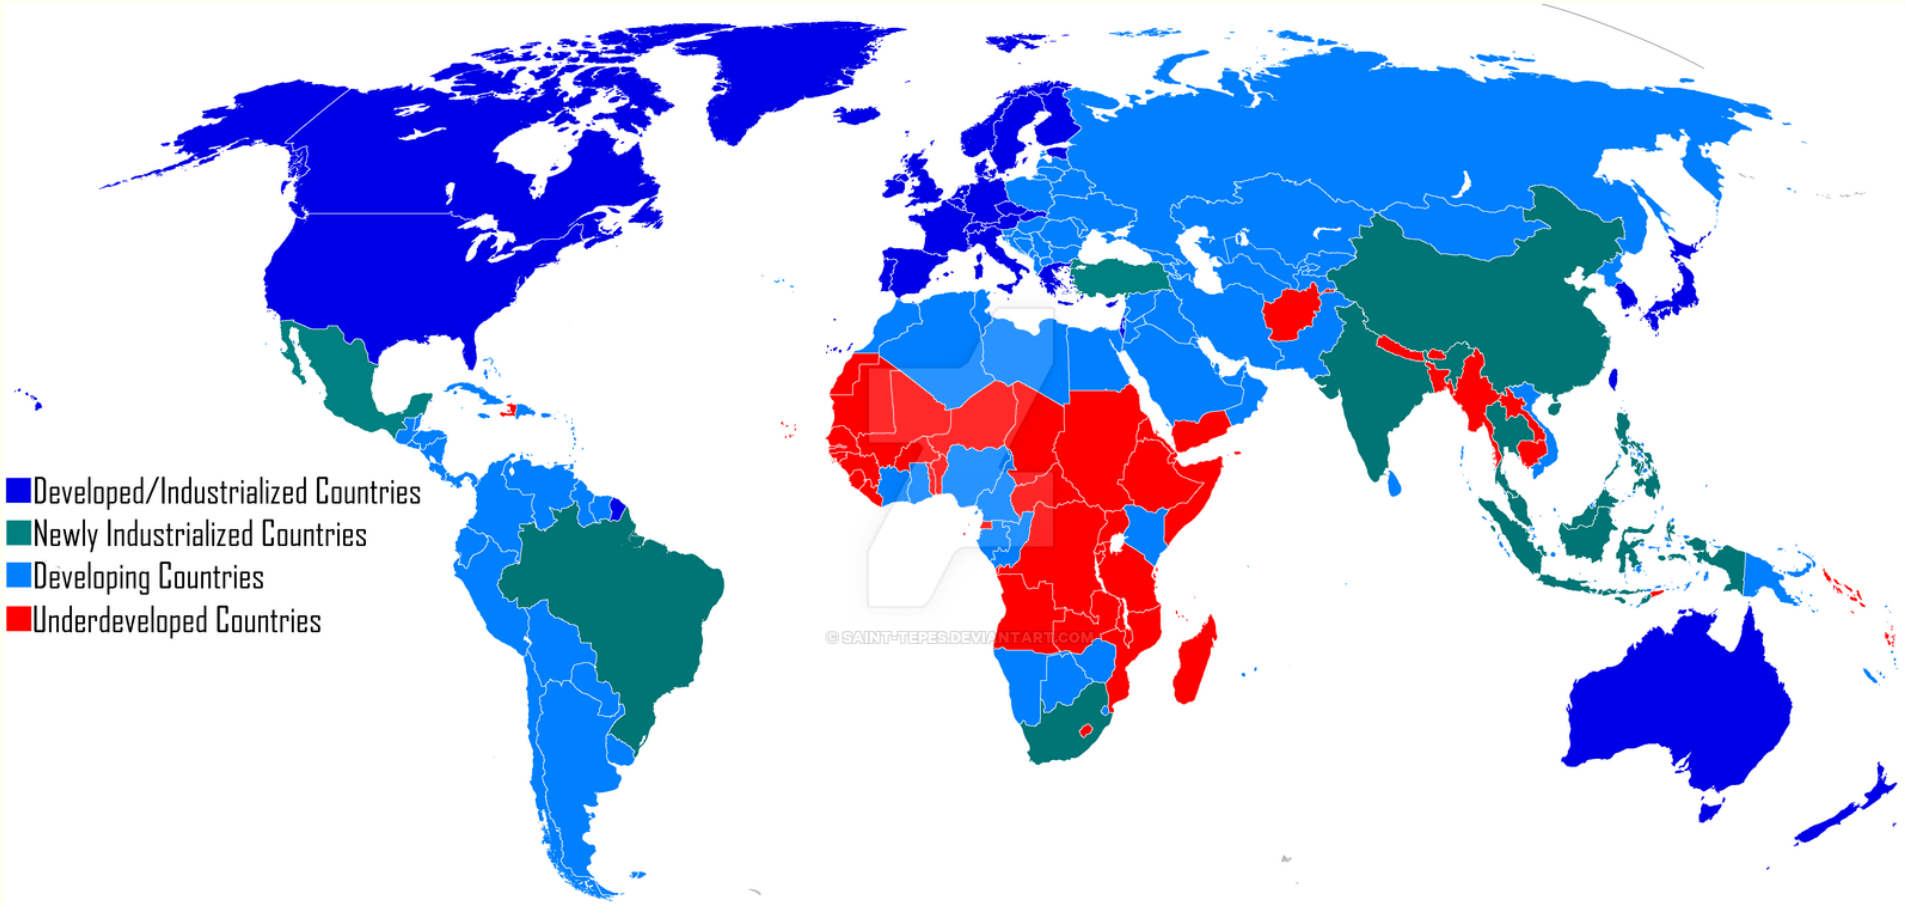 Developed/Industrialized Countries
Newly Industrialized Countries
Developing Countries
Underdeveloped Countries
© SAINT-TEPES.DEVIANTART.COM